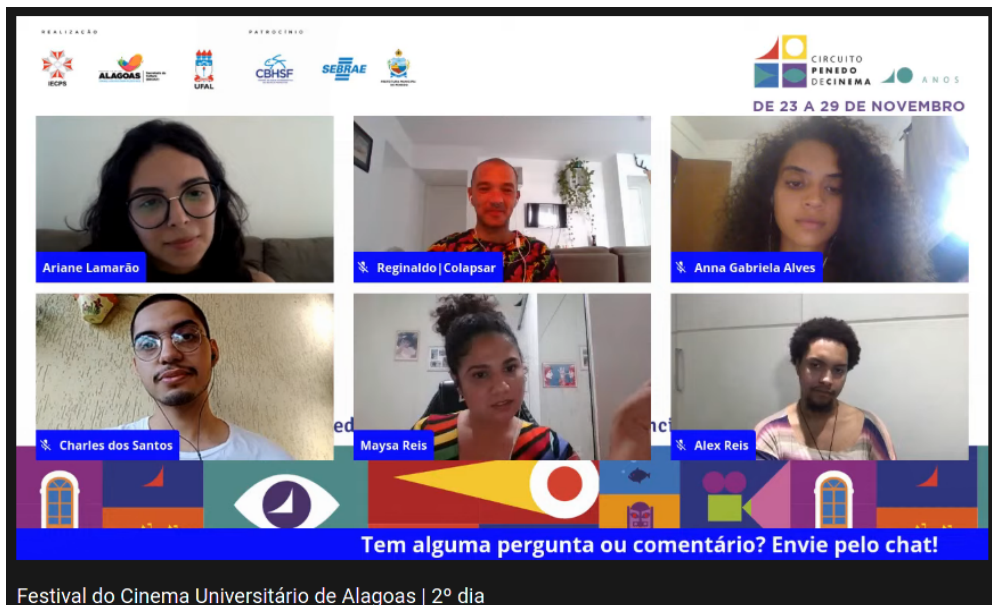 REALIZAÇÃO
PATROCÍNIO
IECPS
ALAGOAS
UFAL
CBHSF
SEBRAE
CIRCUITO
PENEDO
DECINEMA
10 ANOS
DE 23 A 29 DE NOVEMBRO
Ariane Lamarão
Reginaldo|Colapsar
Anna Gabriela Alves
Charles dos Santos
Maysa Reis
Alex Reis
Tem alguma pergunta ou comentário? Envie pelo chat!
Festival do Cinema Universitário de Alagoas | 2º dia